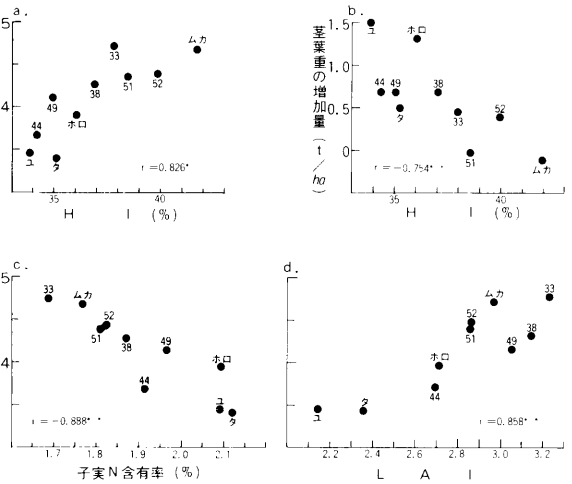 a.
5
4
ムカ
33
51
52
38
49
ホロ
44
ユ
タ
r=0.826*
35
40
H I (%)
b.
茎葉重の増加量(t/ha)
1.5
1.0
0.5
0
ユ
ホロ
44 49
38
タ
33
52
51
ムカ
r=-0.754* *
35
40
H I (%)
c.
5
4
33
ムカ
52
51
38
49
44
ホロ
ユ
タ
r=-0.888* *
1.7 1.8 1.9 2.0 2.1
子実N含有率(%)
d.
33
ムカ
52
51
38
49
ホロ
44
ユ
タ
r=0.858* *
2.2 2.4 2.6 2.8 3.0 3.2
L A I